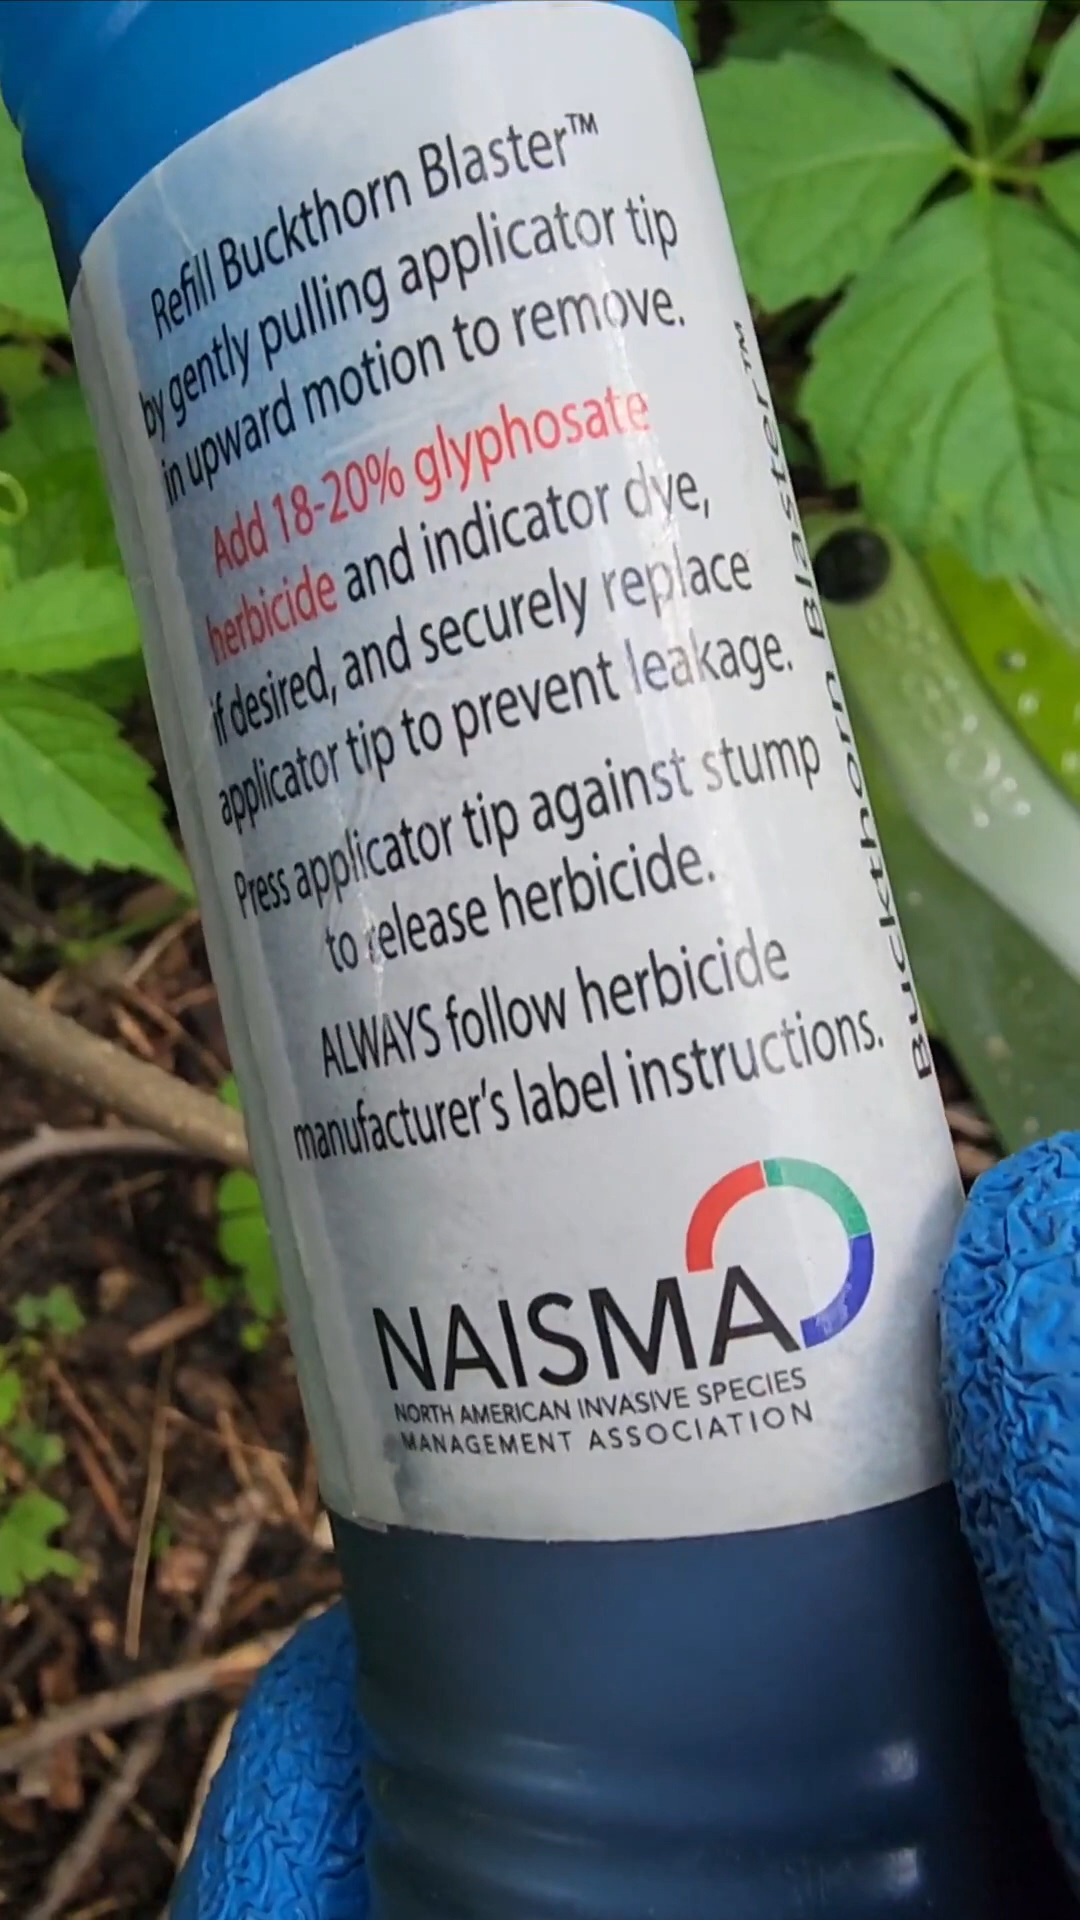 Refill Buckthorn Blaster™
by gently pulling applicator tip
in upward motion to remove.
Add 18-20% glyphosate
herbicide and indicator dye,
if desired, and securely replace
applicator tip to prevent leakage.
Press applicator tip against stump
to release herbicide.
ALWAYS follow herbicide
manufacturer's label instructions.
Buckthorn Blaster™
NAISMA
NORTH AMERICAN INVASIVE SPECIES
MANAGEMENT ASSOCIATION